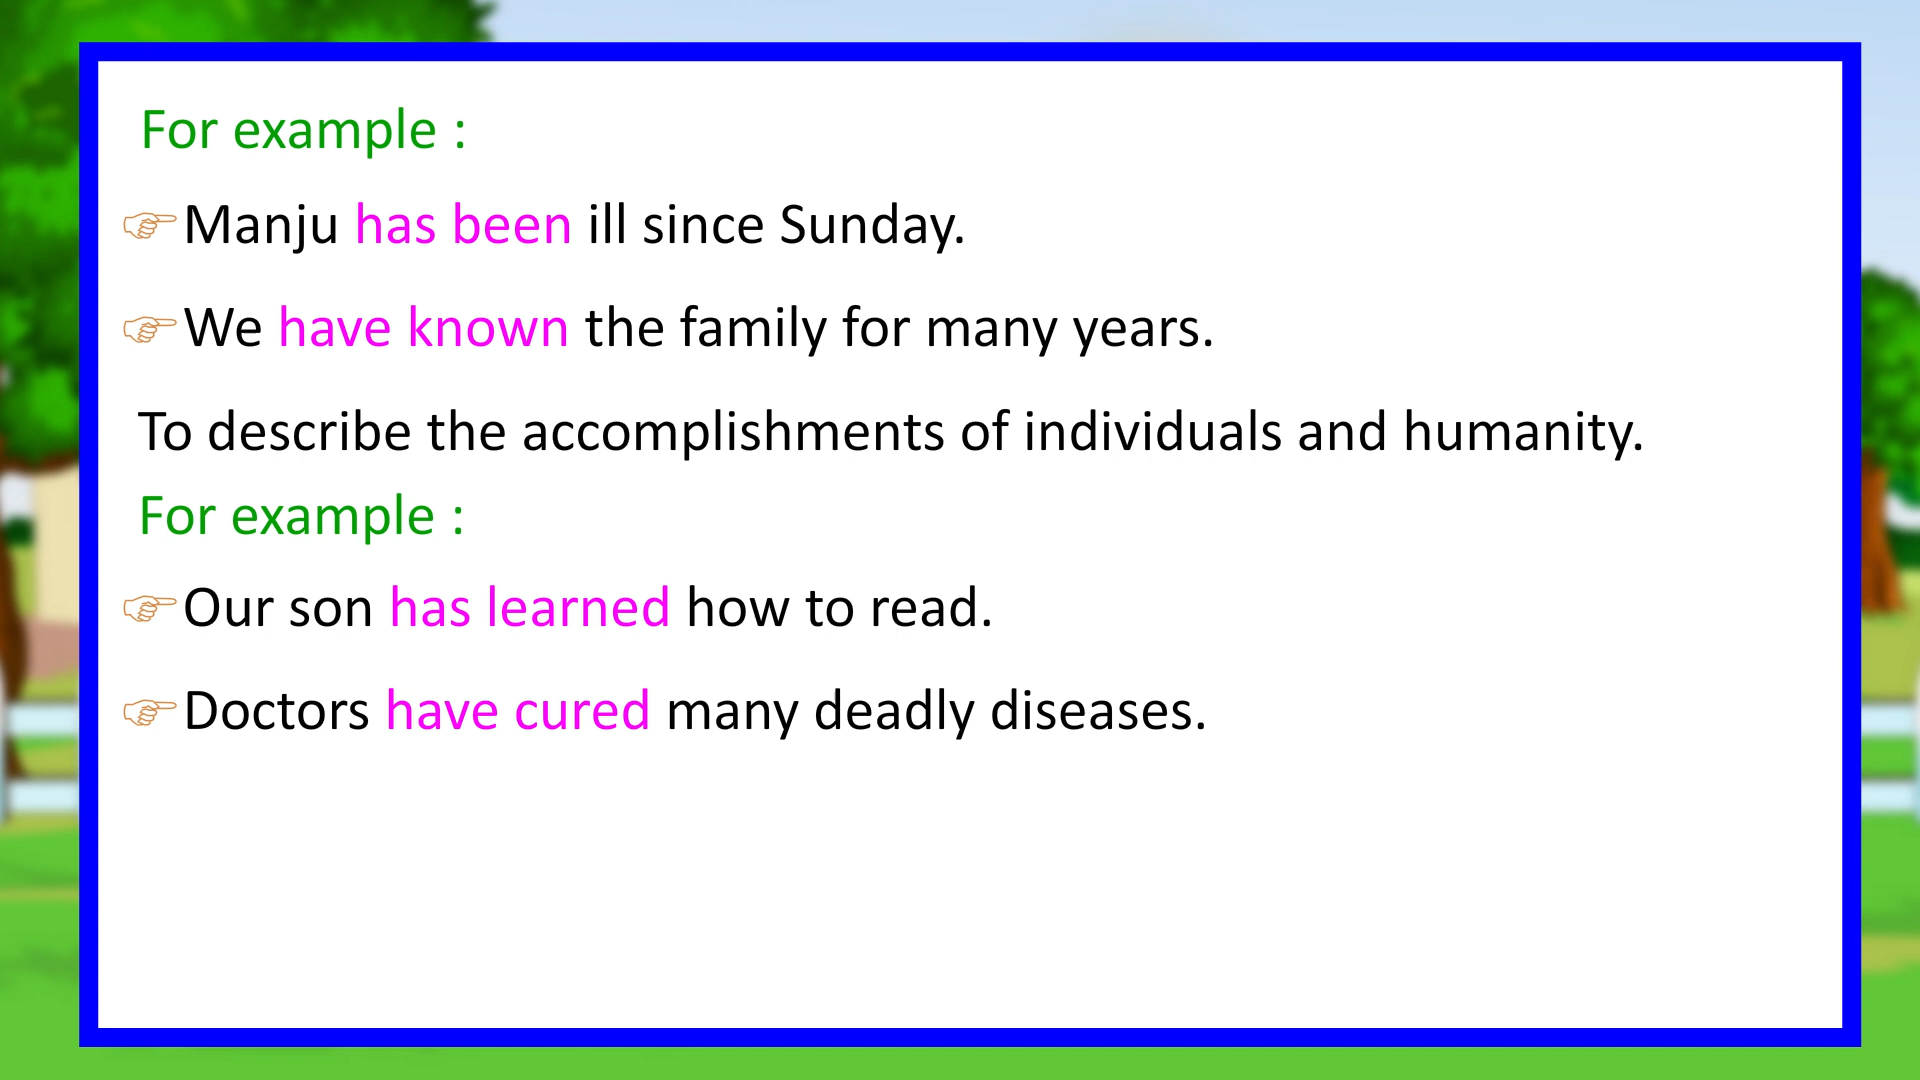 For example :
☞Manju has been ill since Sunday.
☞We have known the family for many years.
To describe the accomplishments of individuals and humanity.
For example :
☞Our son has learned how to read.
☞Doctors have cured many deadly diseases.